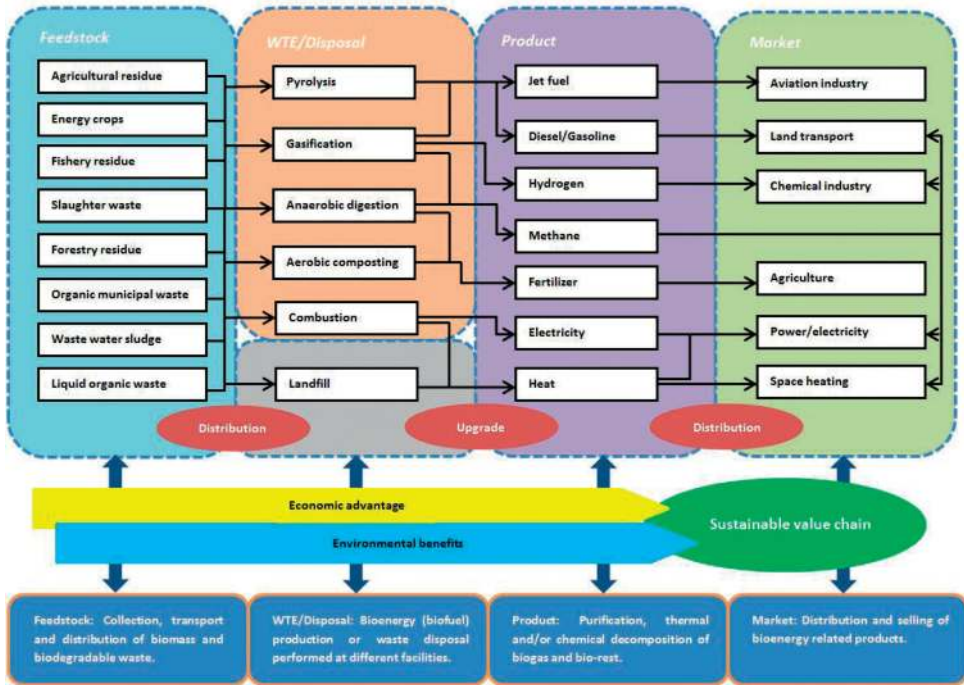 Feedstock
Agricultural residue
Energy crops
Fishery residue
Slaughter waste
Forestry residue
Organic municipal waste
Waste water sludge
Liquid organic waste
WTE/Disposal
Pyrolysis
Gasification
Anaerobic digestion
Aerobic composting
Combustion
Landfill
Product
Jet fuel
Diesel/Gasoline
Hydrogen
Methane
Fertilizer
Electricity
Heat
Market
Aviation industry
Land transport
Chemical industry
Agriculture
Power/electricity
Space heating
Distribution
Upgrade
Distribution
Economic advantage
Environmental benefits
Sustainable value chain
Feedstock: Collection, transport
and distribution of biomass and
biodegradable waste.
WTE/Disposal: Bioenergy (biofuel)
production or waste disposal
performed at different facilities.
Product: Purification, thermal
and/or chemical decomposition of
biogas and bio-rest.
Market: Distribution and selling of
bioenergy related products.